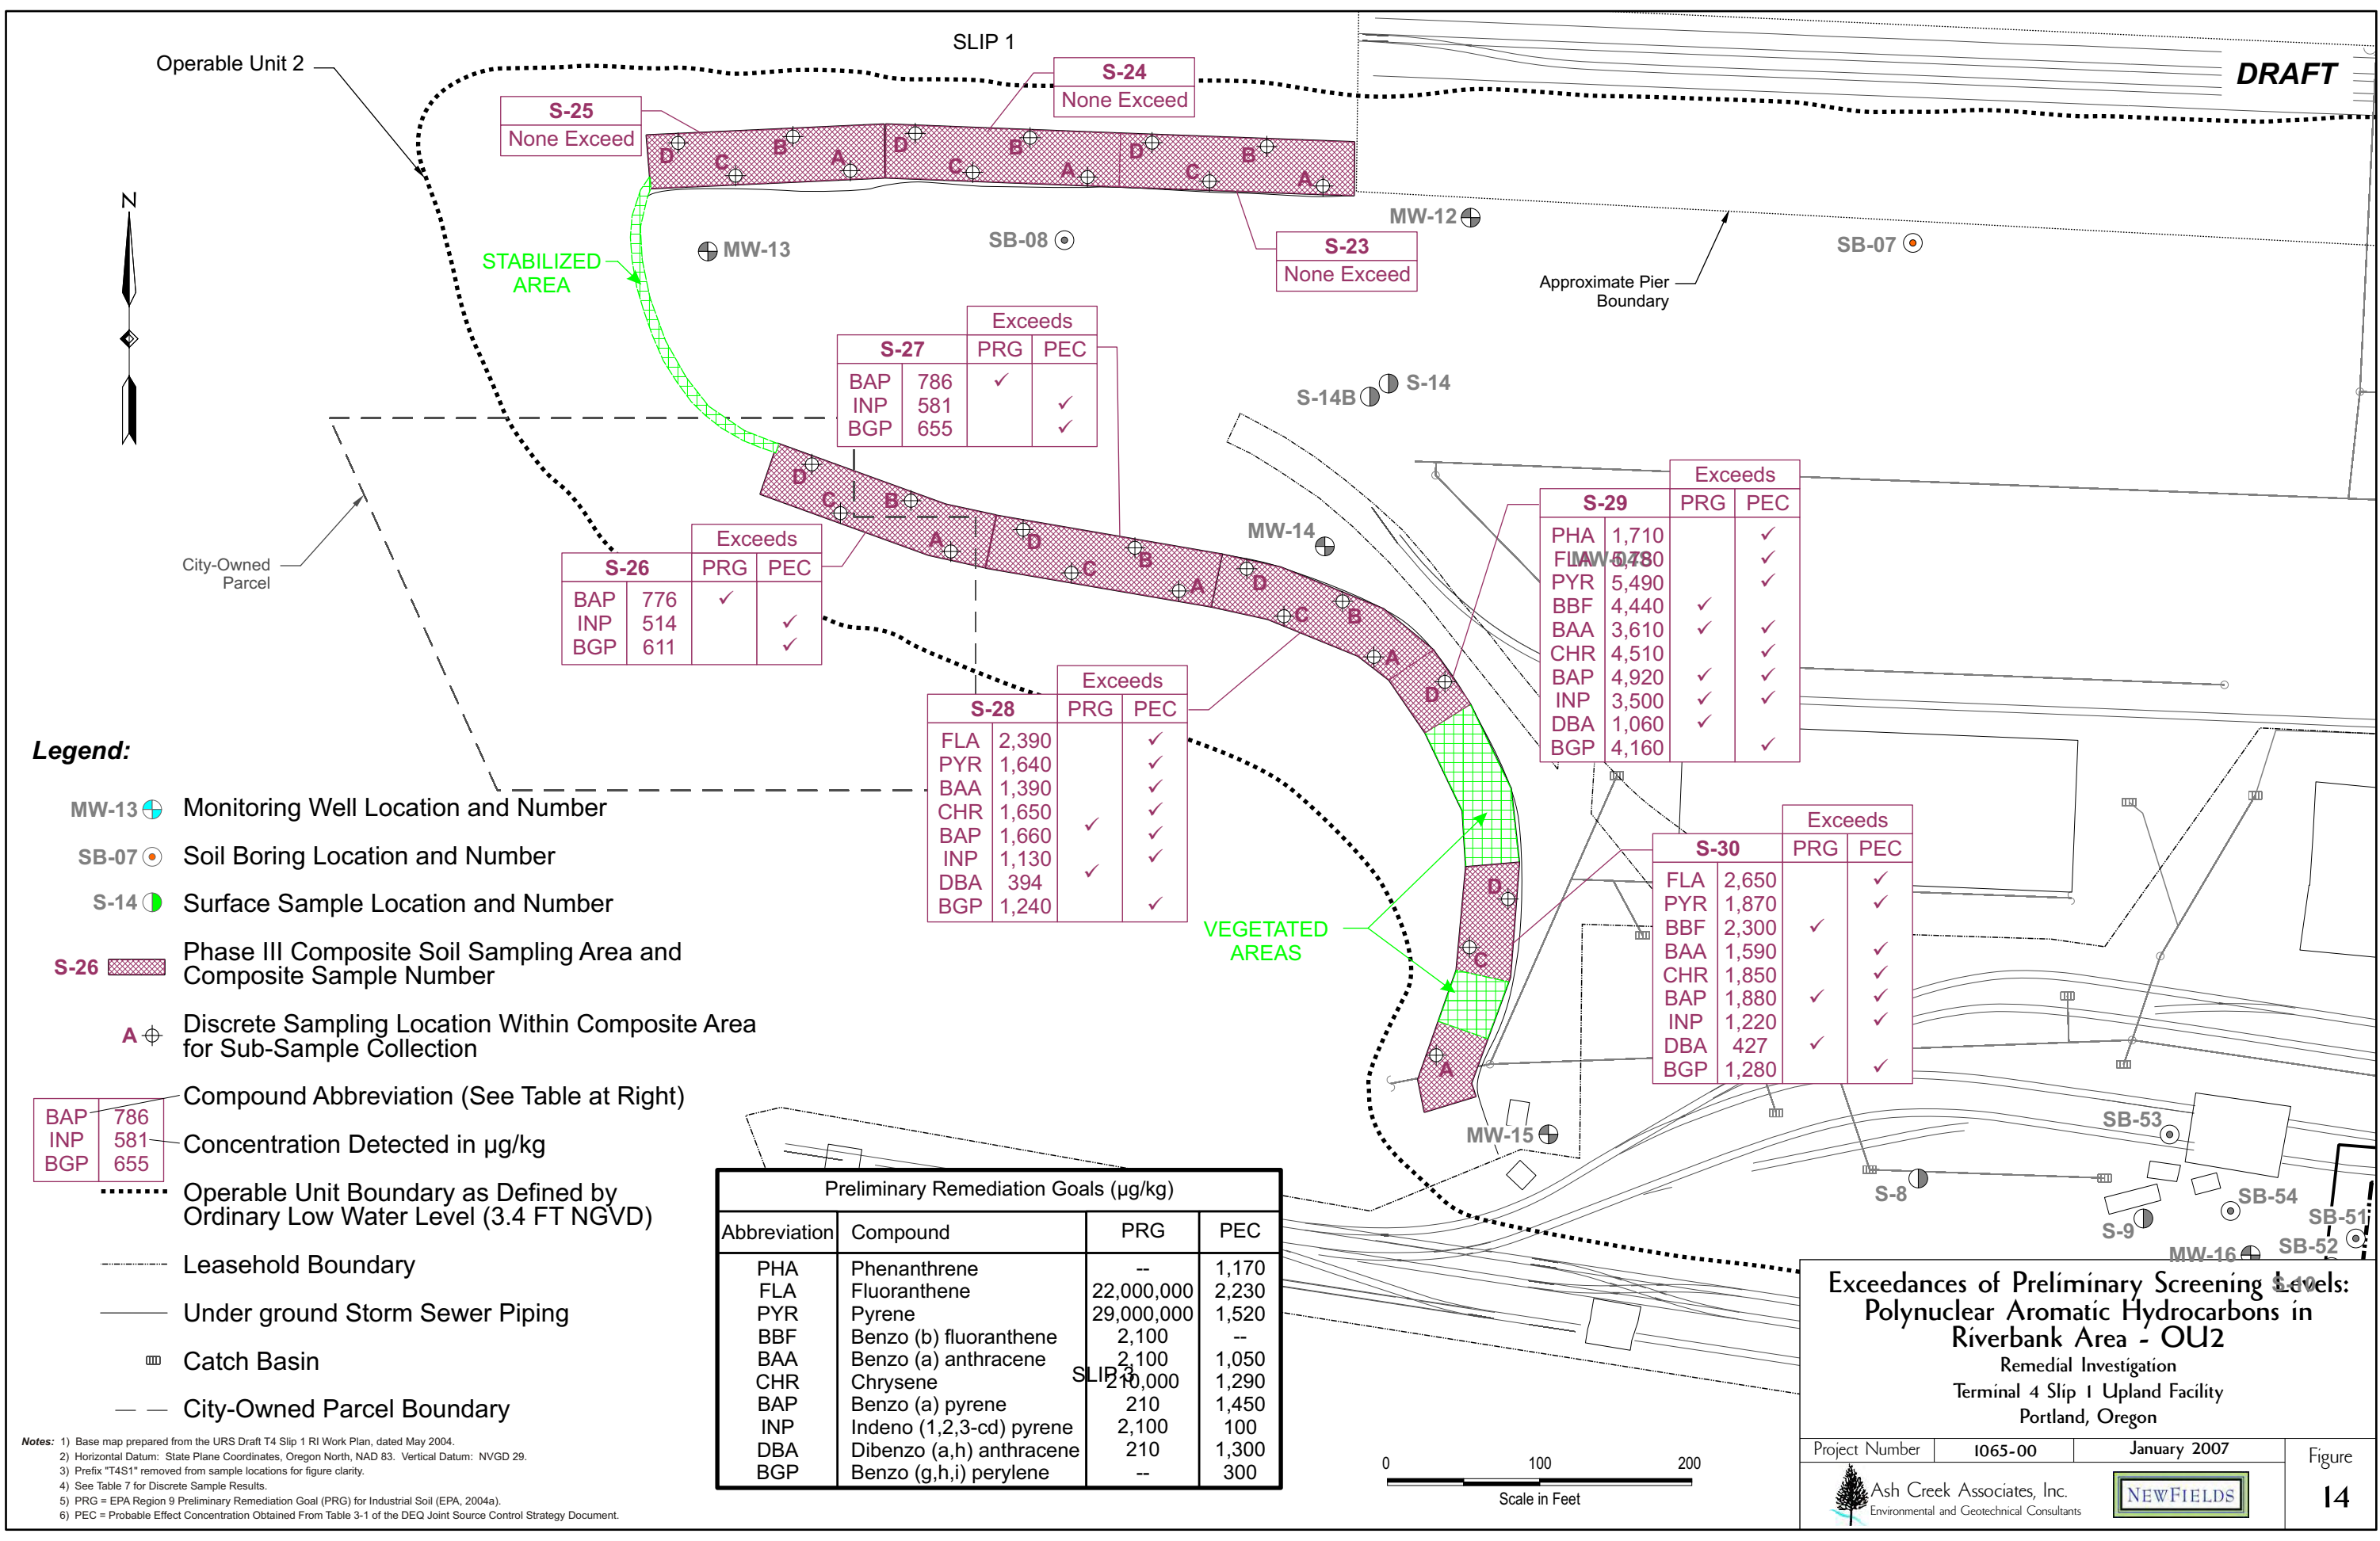 SLIP 1
DRAFT
Operable Unit 2
S-24
None Exceed
S-25
None Exceed
D
C
B
A
D
C
B
A
D
C
B
A
N
STABILIZED
AREA
MW-13
SB-08
MW-12
S-23
None Exceed
SB-07
Approximate Pier
Boundary
Exceeds
S-27 PRG PEC
BAP 786 ✓
INP 581 ✓
BGP 655 ✓
S-14B
S-14
D
C
B
A
D
C
B
A
D
C
B
A
D
MW-14
City-Owned
Parcel
Exceeds
S-26 PRG PEC
BAP 776 ✓
INP 514 ✓
BGP 611 ✓
Exceeds
S-29 PRG PEC
PHA 1,710 ✓
FLA 5,780 ✓
MW-04S
PYR 5,490 ✓
BBF 4,440 ✓
BAA 3,610 ✓ ✓
CHR 4,510 ✓
BAP 4,920 ✓ ✓
INP 3,500 ✓ ✓
DBA 1,060 ✓
BGP 4,160 ✓
Exceeds
S-28 PRG PEC
FLA 2,390 ✓
PYR 1,640 ✓
BAA 1,390 ✓
CHR 1,650 ✓
BAP 1,660 ✓ ✓
INP 1,130 ✓
DBA 394 ✓
BGP 1,240 ✓
VEGETATED
AREAS
D
C
A
Exceeds
S-30 PRG PEC
FLA 2,650 ✓
PYR 1,870 ✓
BBF 2,300 ✓
BAA 1,590 ✓
CHR 1,850 ✓
BAP 1,880 ✓ ✓
INP 1,220 ✓
DBA 427 ✓
BGP 1,280 ✓
MW-15
SB-53
S-8
S-9
SB-54
SB-51
SB-52
MW-16
S-10
Legend:
MW-13 Monitoring Well Location and Number
SB-07 Soil Boring Location and Number
S-14 Surface Sample Location and Number
S-26 Phase III Composite Soil Sampling Area and
Composite Sample Number
A Discrete Sampling Location Within Composite Area
for Sub-Sample Collection
Compound Abbreviation (See Table at Right)
BAP 786
INP 581
BGP 655
Concentration Detected in µg/kg
Operable Unit Boundary as Defined by
Ordinary Low Water Level (3.4 FT NGVD)
Leasehold Boundary
Under ground Storm Sewer Piping
Catch Basin
City-Owned Parcel Boundary
Notes: 1) Base map prepared from the URS Draft T4 Slip 1 RI Work Plan, dated May 2004.
2) Horizontal Datum: State Plane Coordinates, Oregon North, NAD 83. Vertical Datum: NVGD 29.
3) Prefix "T4S1" removed from sample locations for figure clarity.
4) See Table 7 for Discrete Sample Results.
5) PRG = EPA Region 9 Preliminary Remediation Goal (PRG) for Industrial Soil (EPA, 2004a).
6) PEC = Probable Effect Concentration Obtained From Table 3-1 of the DEQ Joint Source Control Strategy Document.
Preliminary Remediation Goals (µg/kg)
Abbreviation Compound PRG PEC
PHA Phenanthrene -- 1,170
FLA Fluoranthene 22,000,000 2,230
PYR Pyrene 29,000,000 1,520
BBF Benzo (b) fluoranthene 2,100 --
BAA Benzo (a) anthracene 2,100 1,050
CHR Chrysene 210,000 1,290
SLIP 3
BAP Benzo (a) pyrene 210 1,450
INP Indeno (1,2,3-cd) pyrene 2,100 100
DBA Dibenzo (a,h) anthracene 210 1,300
BGP Benzo (g,h,i) perylene -- 300
0 100 200
Scale in Feet
Exceedances of Preliminary Screening Levels:
Polynuclear Aromatic Hydrocarbons in
Riverbank Area - OU2
Remedial Investigation
Terminal 4 Slip 1 Upland Facility
Portland, Oregon
Project Number 1065-00 January 2007
Figure
14
Ash Creek Associates, Inc.
Environmental and Geotechnical Consultants
NEWFIELDS